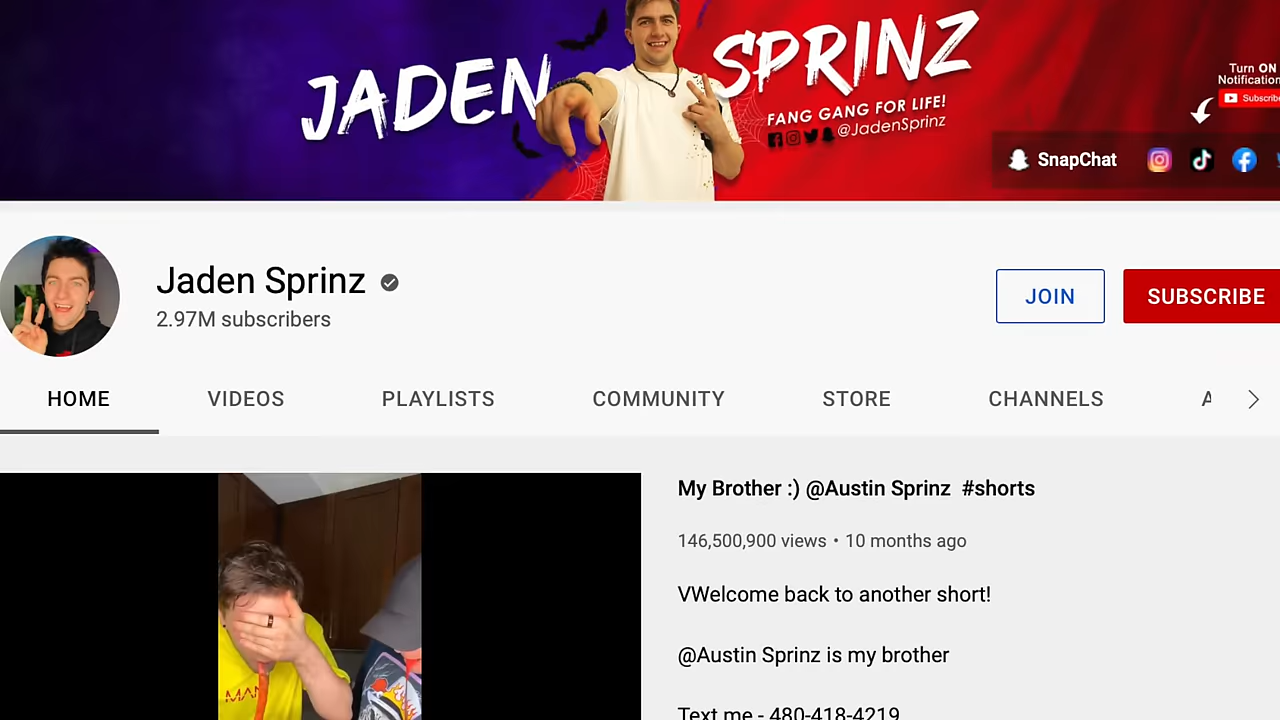 JADEN SPRINZ
FANG GANG FOR LIFE!
@JadenSprinz
Turn ON
Notification
Subscribe
SnapChat
Jaden Sprinz
2.97M subscribers
JOIN
SUBSCRIBE
HOME
VIDEOS
PLAYLISTS
COMMUNITY
STORE
CHANNELS
A
My Brother :) @Austin Sprinz #shorts
146,500,900 views • 10 months ago
VWelcome back to another short!
@Austin Sprinz is my brother
MAN
Text me - 480-418-4219